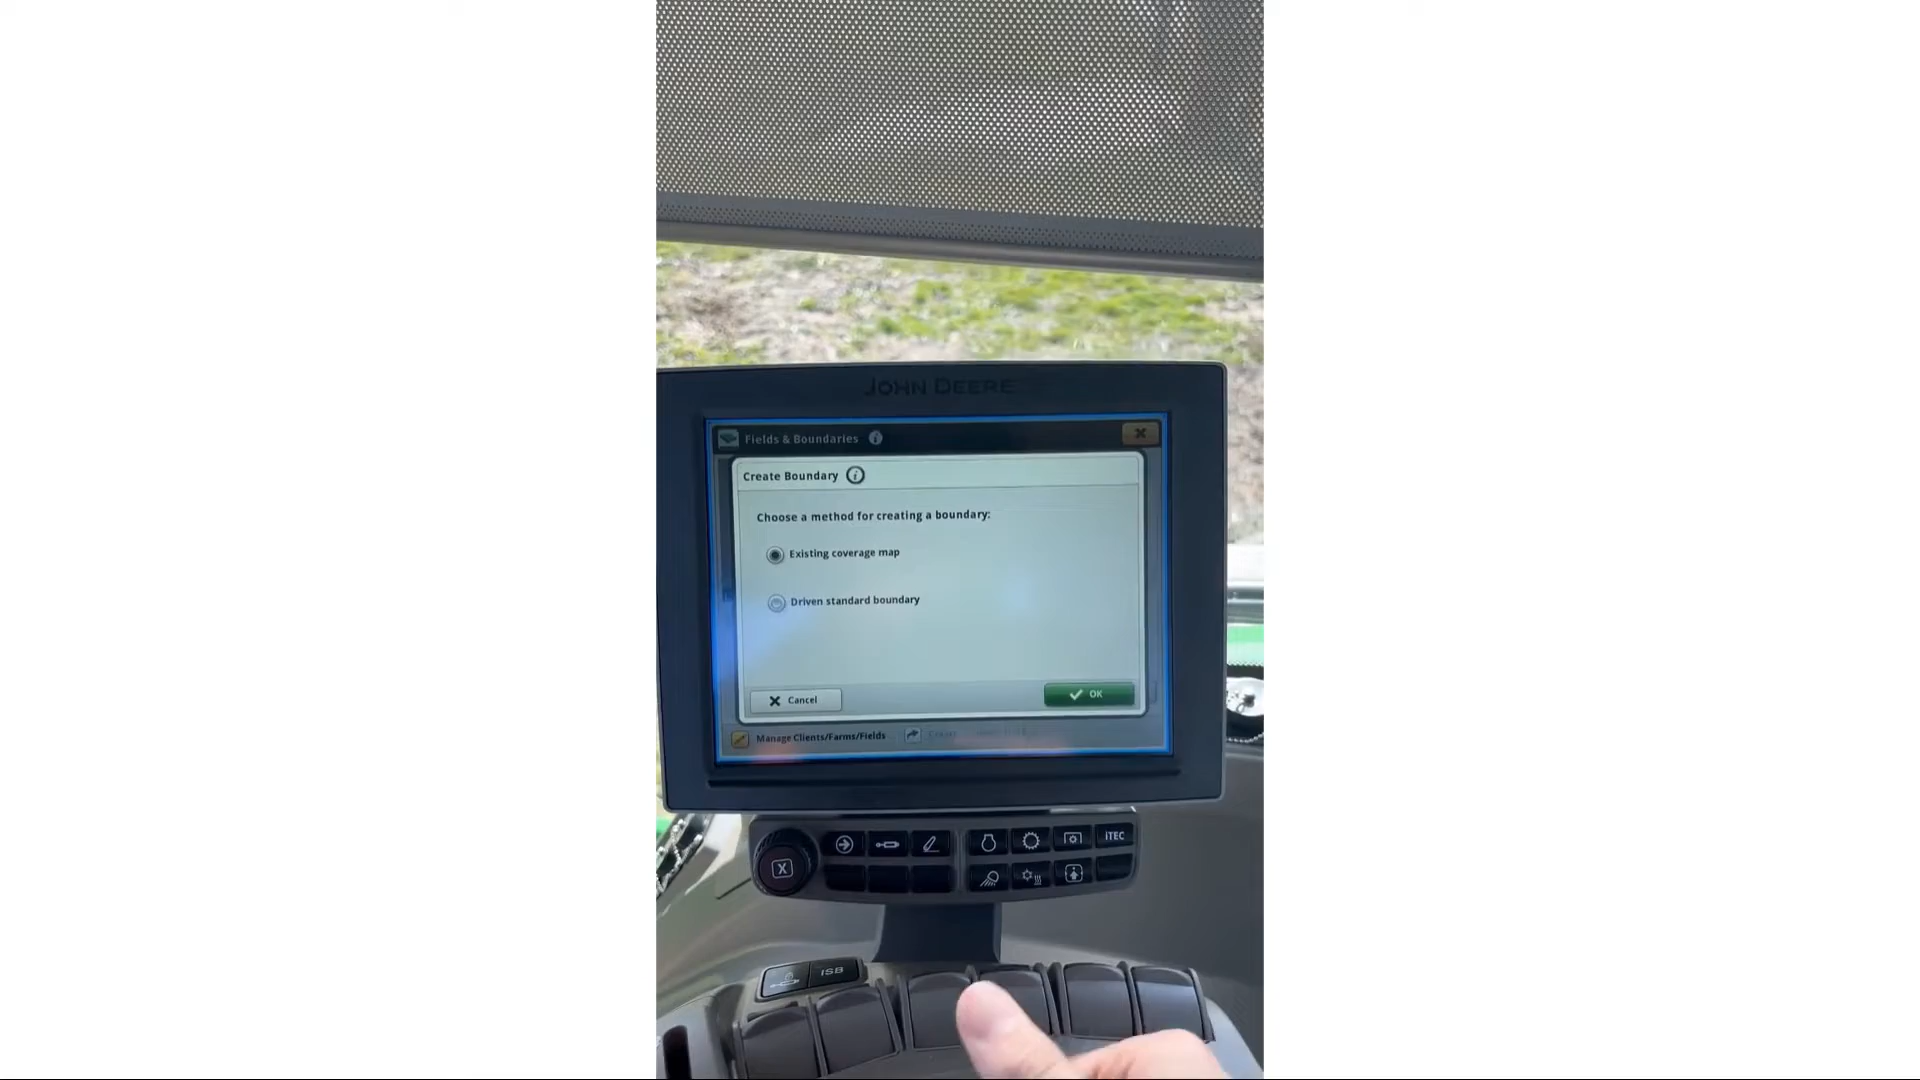 JOHN DEERE
Fields & Boundaries i
Create Boundary i
Choose a method for creating a boundary:
Existing coverage map
Driven standard boundary
Cancel
OK
Manage Clients/Farms/Fields
X
iTEC
ISB